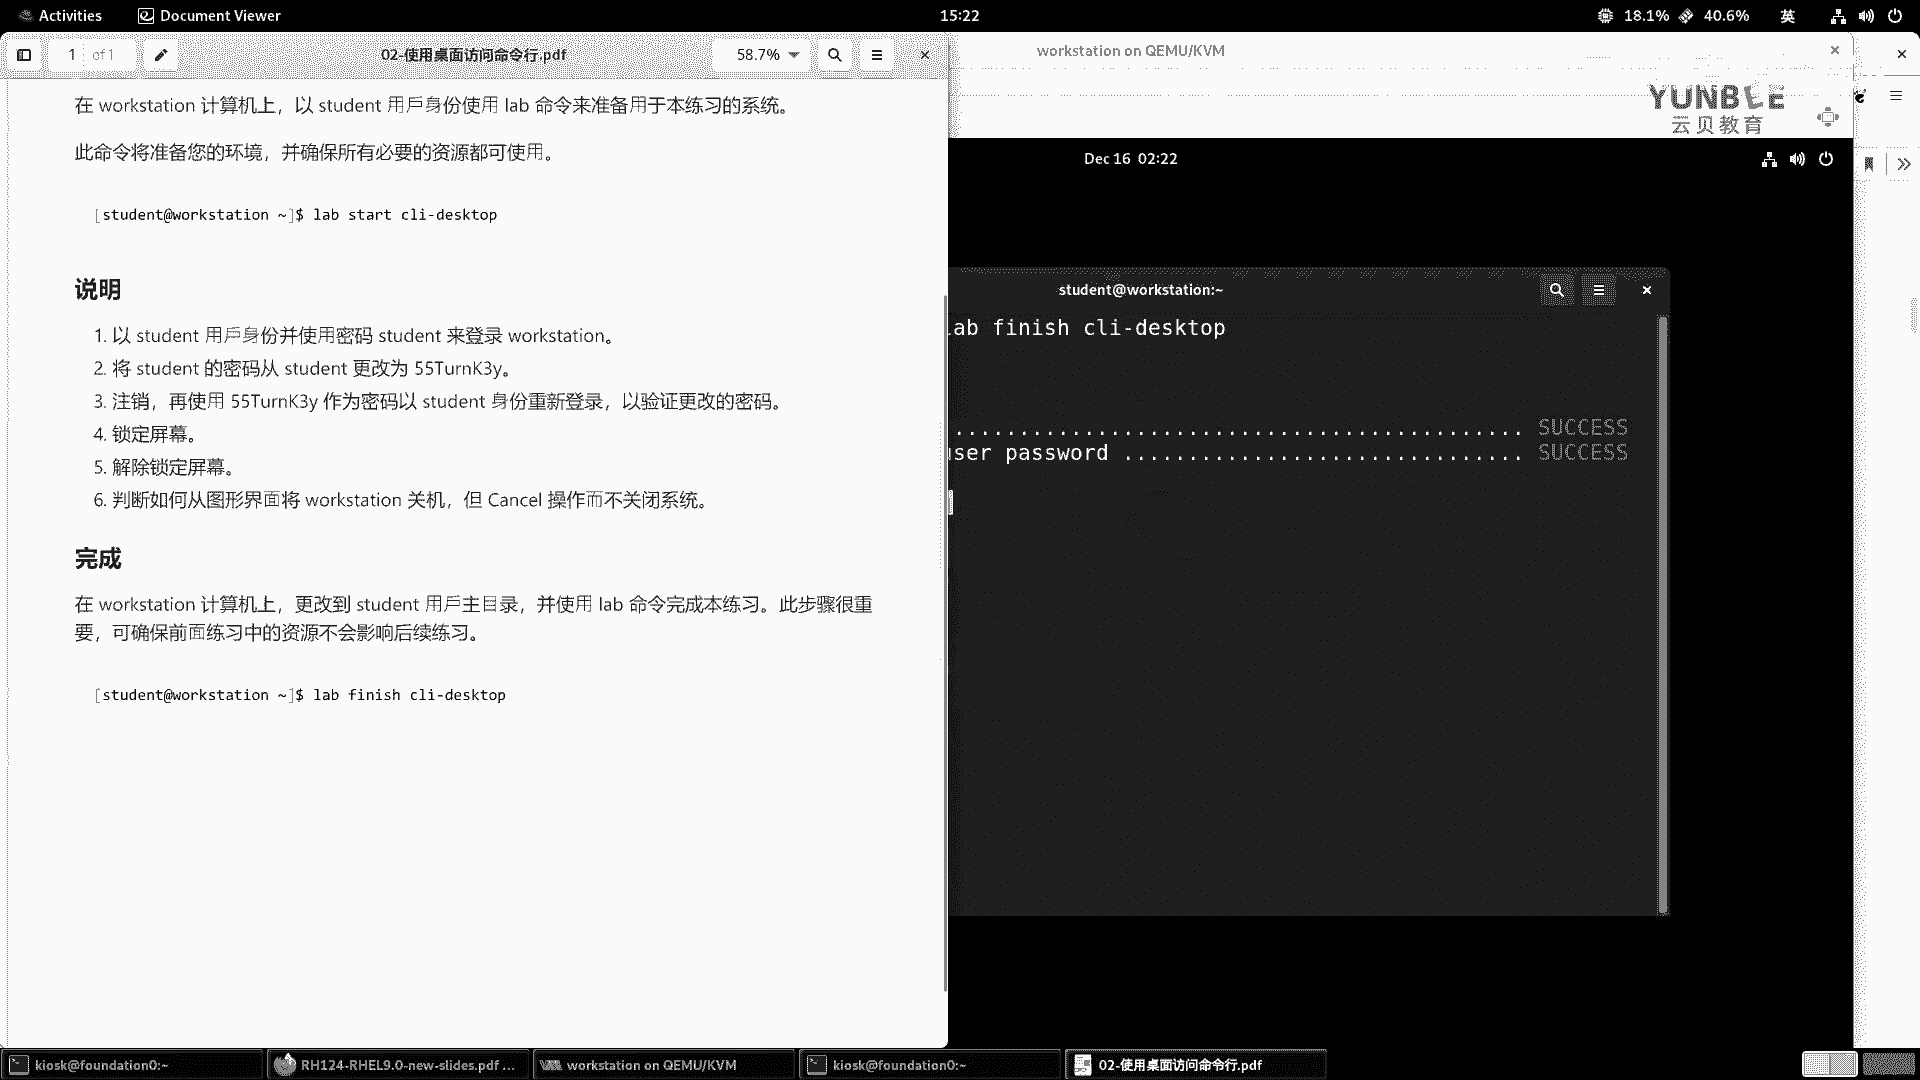 Activities
Document Viewer
15:22
18.1%
40.6%
英
1 of 1
02-使用桌面访问命令行.pdf
58.7%
在 workstation 计算机上，以 student 用戶身份使用 lab 命令来准备用于本练习的系统。
此命令将准备您的环境，并确保所有必要的资源都可使用。
[student@workstation ~]$ lab start cli-desktop
说明
1. 以 student 用戶身份并使用密码 student 来登录 workstation。
2. 将 student 的密码从 student 更改为 55TurnK3y。
3. 注销，再使用 55TurnK3y 作为密码以 student 身份重新登录，以验证更改的密码。
4. 锁定屏幕。
5. 解除锁定屏幕。
6. 判断如何从图形界面将 workstation 关机，但 Cancel 操作而不关闭系统。
完成
在 workstation 计算机上，更改到 student 用戶主目录，并使用 lab 命令完成本练习。此步骤很重
要，可确保前面练习中的资源不会影响后续练习。
[student@workstation ~]$ lab finish cli-desktop
workstation on QEMU/KVM
YUNBEE
云贝教育
Dec 16 02:22
student@workstation:~
lab finish cli-desktop
............................................. SUCCESS
user password ............................... SUCCESS
kiosk@foundation0:~
RH124-RHEL9.0-new-slides.pdf ...
workstation on QEMU/KVM
kiosk@foundation0:~
02-使用桌面访问命令行.pdf